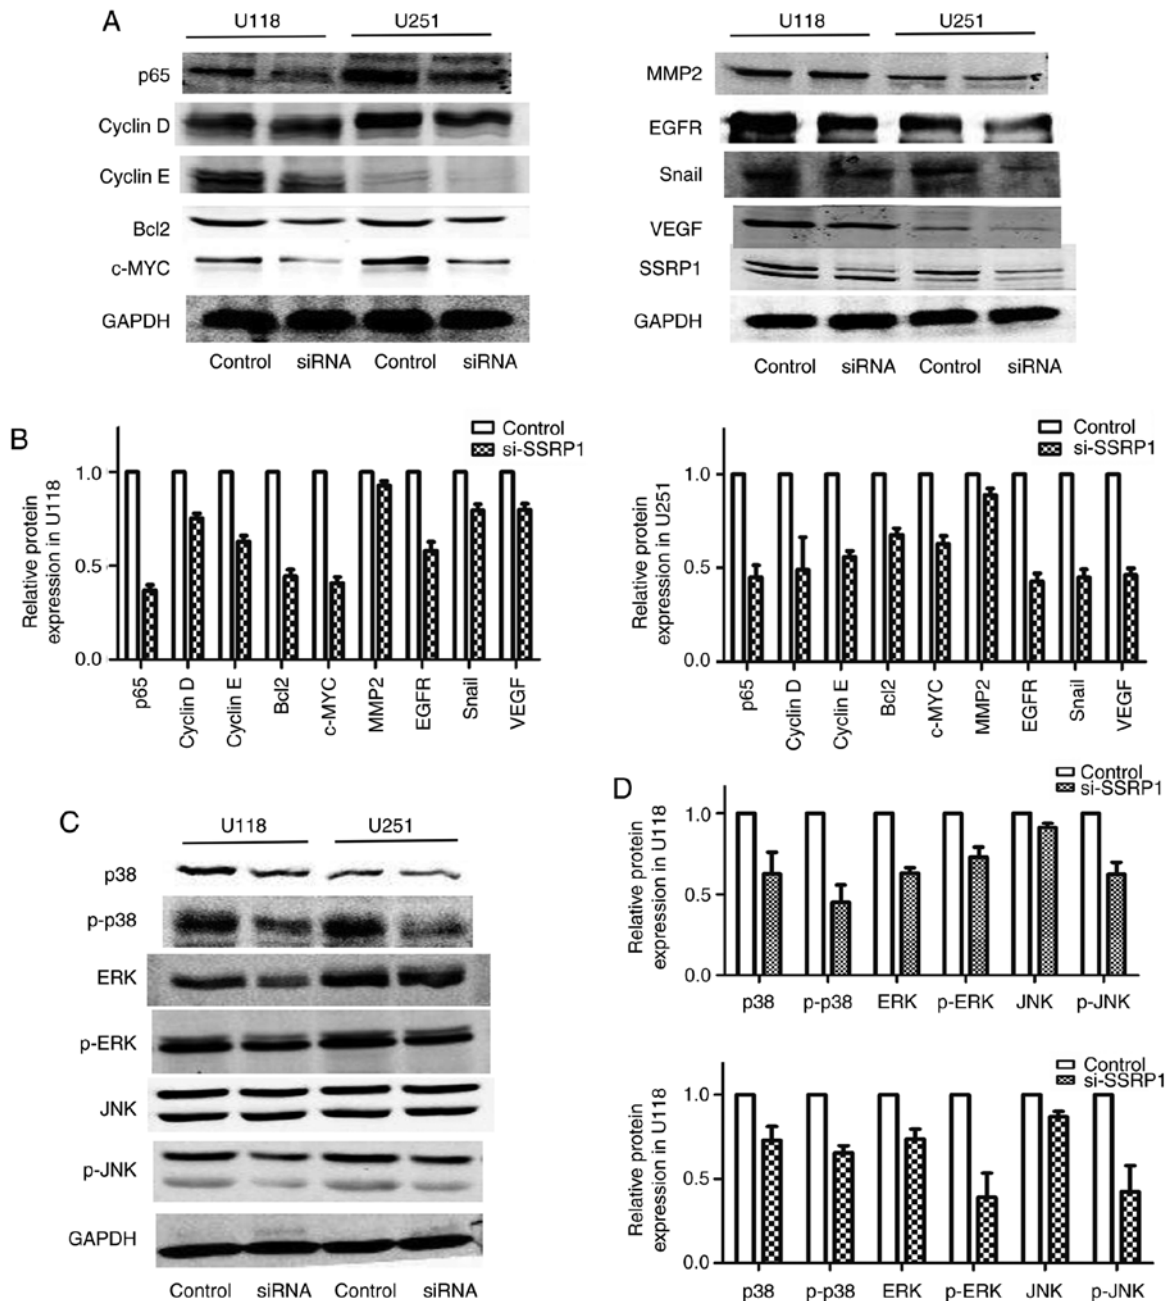 A
U118 U251
p65
Cyclin D
Cyclin E
Bcl2
c-MYC
GAPDH
Control siRNA Control siRNA
U118 U251
MMP2
EGFR
Snail
VEGF
SSRP1
GAPDH
Control siRNA Control siRNA
B
Control
si-SSRP1
Relative protein
expression in U118
1.0
0.5
0.0
p65 Cyclin D Cyclin E Bcl2 c-MYC MMP2 EGFR Snail VEGF
Control
si-SSRP1
Relative protein
expression in U251
1.0
0.5
0.0
p65 Cyclin D Cyclin E Bcl2 c-MYC MMP2 EGFR Snail VEGF
C
U118 U251
p38
p-p38
ERK
p-ERK
JNK
p-JNK
GAPDH
Control siRNA Control siRNA
D
Control
si-SSRP1
Relative protein
expression in U118
1.0
0.5
0.0
p38 p-p38 ERK p-ERK JNK p-JNK
Control
si-SSRP1
Relative protein
expression in U118
1.0
0.5
0.0
p38 p-p38 ERK p-ERK JNK p-JNK